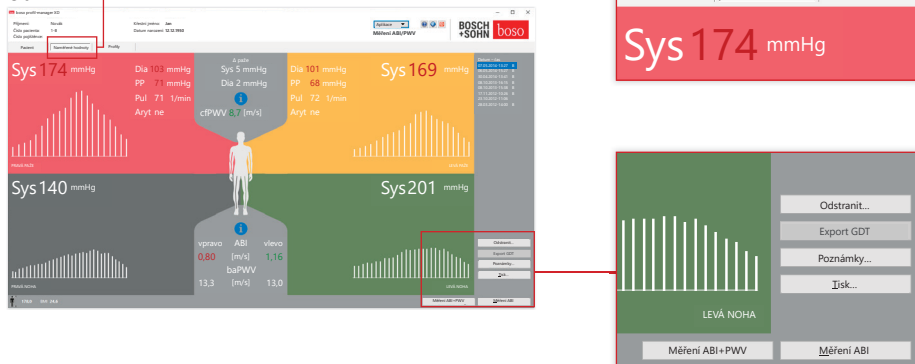 boso profil-manager XD
Příjmení: Novák
Křestní jméno: Jan
Číslo pacienta: 1-8
Datum narození: 12.12.1950
Číslo pojištěnce:
Aplikace
Měření ABI/PWV
BOSCH
+SOHN
boso
Pacient
Naměřené hodnoty
Profily
Sys 174 mmHg
Dia 103 mmHg
PP 71 mmHg
Pul 71 1/min
Aryt ne
PRAVÁ PAŽE
Δ paže
Sys 5 mmHg
Dia 2 mmHg
cfPWV 8,7 [m/s]
Dia 101 mmHg
PP 68 mmHg
Pul 72 1/min
Aryt ne
Sys 169 mmHg
LEVÁ PAŽE
Sys 140 mmHg
PRAVÁ NOHA
vpravo ABI vlevo
0,80 [m/s] 1,16
baPWV
13,3 [m/s] 13,0
Sys 201 mmHg
LEVÁ NOHA
Odstranit...
Export GDT
Poznámky...
Tisk...
Měření ABI+PWV
Měření ABI
Sys 174 mmHg
LEVÁ NOHA
Odstranit...
Export GDT
Poznámky...
Tisk...
Měření ABI+PWV
Měření ABI